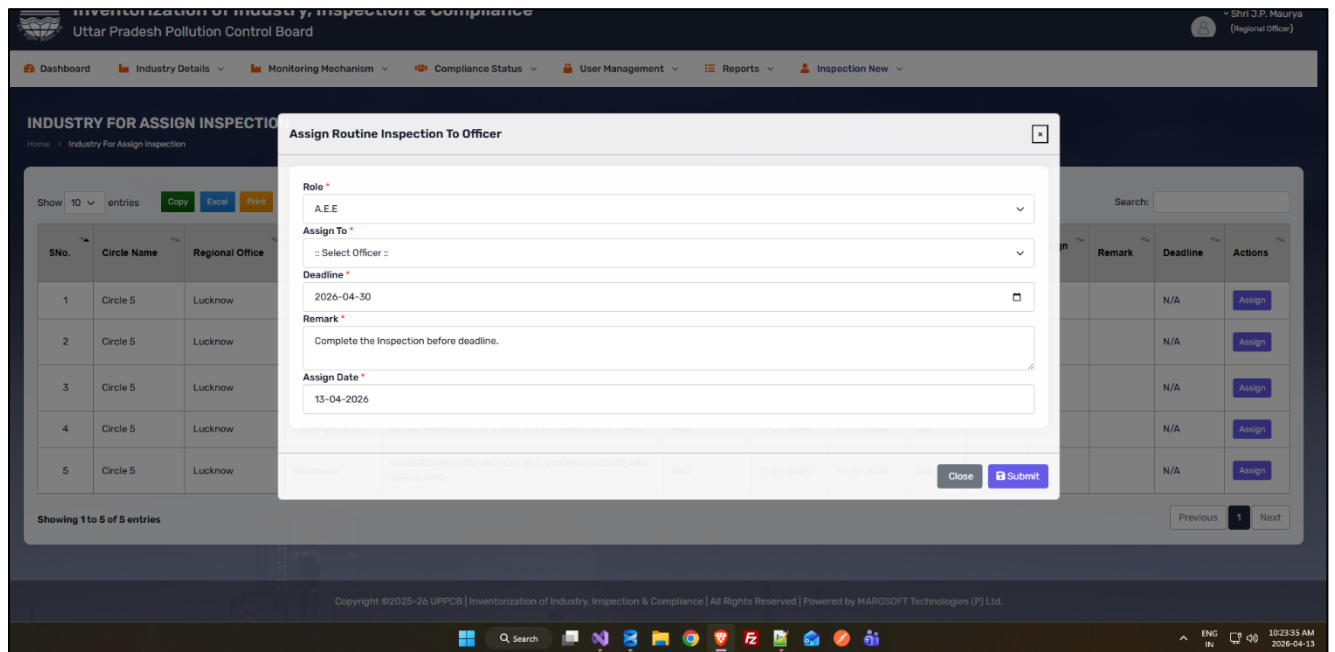 Inventorization of Industry, Inspection & Compliance
Uttar Pradesh Pollution Control Board
Shri J.P. Maurya
(Regional Officer)
Dashboard Industry Details Monitoring Mechanism Compliance Status User Management Reports Inspection New
INDUSTRY FOR ASSIGN INSPECTIO
Home Industry For Assign Inspection
Assign Routine Inspection To Officer
Show 10 entries Copy Excel Print
Search:
SNo. Circle Name Regional Office Remark Deadline Actions
1 Circle 5 Lucknow N/A Assign
2 Circle 5 Lucknow N/A Assign
3 Circle 5 Lucknow N/A Assign
4 Circle 5 Lucknow N/A Assign
5 Circle 5 Lucknow N/A Assign
Role *
A.E.E
Assign To *
:: Select Officer ::
Deadline *
2026-04-30
Remark *
Complete the Inspection before deadline.
Assign Date *
13-04-2026
Close Submit
Showing 1 to 5 of 5 entries
Previous 1 Next
Copyright ©2025-26 UPPCB | Inventorization of Industry, Inspection & Compliance | All Rights Reserved | Powered by MARGSOFT Technologies (P) Ltd.
Search
ENG
IN
10:23:35 AM
2026-04-13